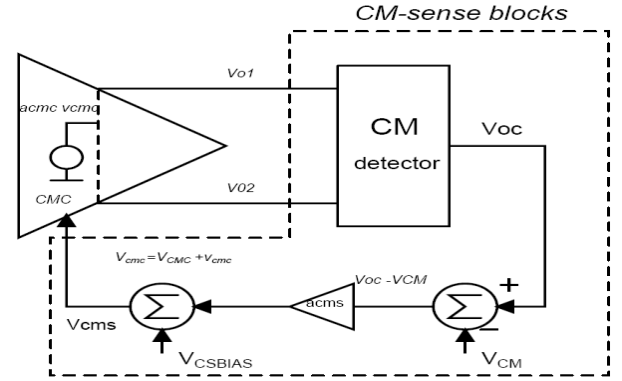 CM-sense blocks
Vo1
acmc vcmc
CM
detector
Voc
CMC
V02
Vcmc=VCMC +vcmc
Voc -VCM
+
acms
Σ
Σ
−
Vcms
VCSBIAS
VCM